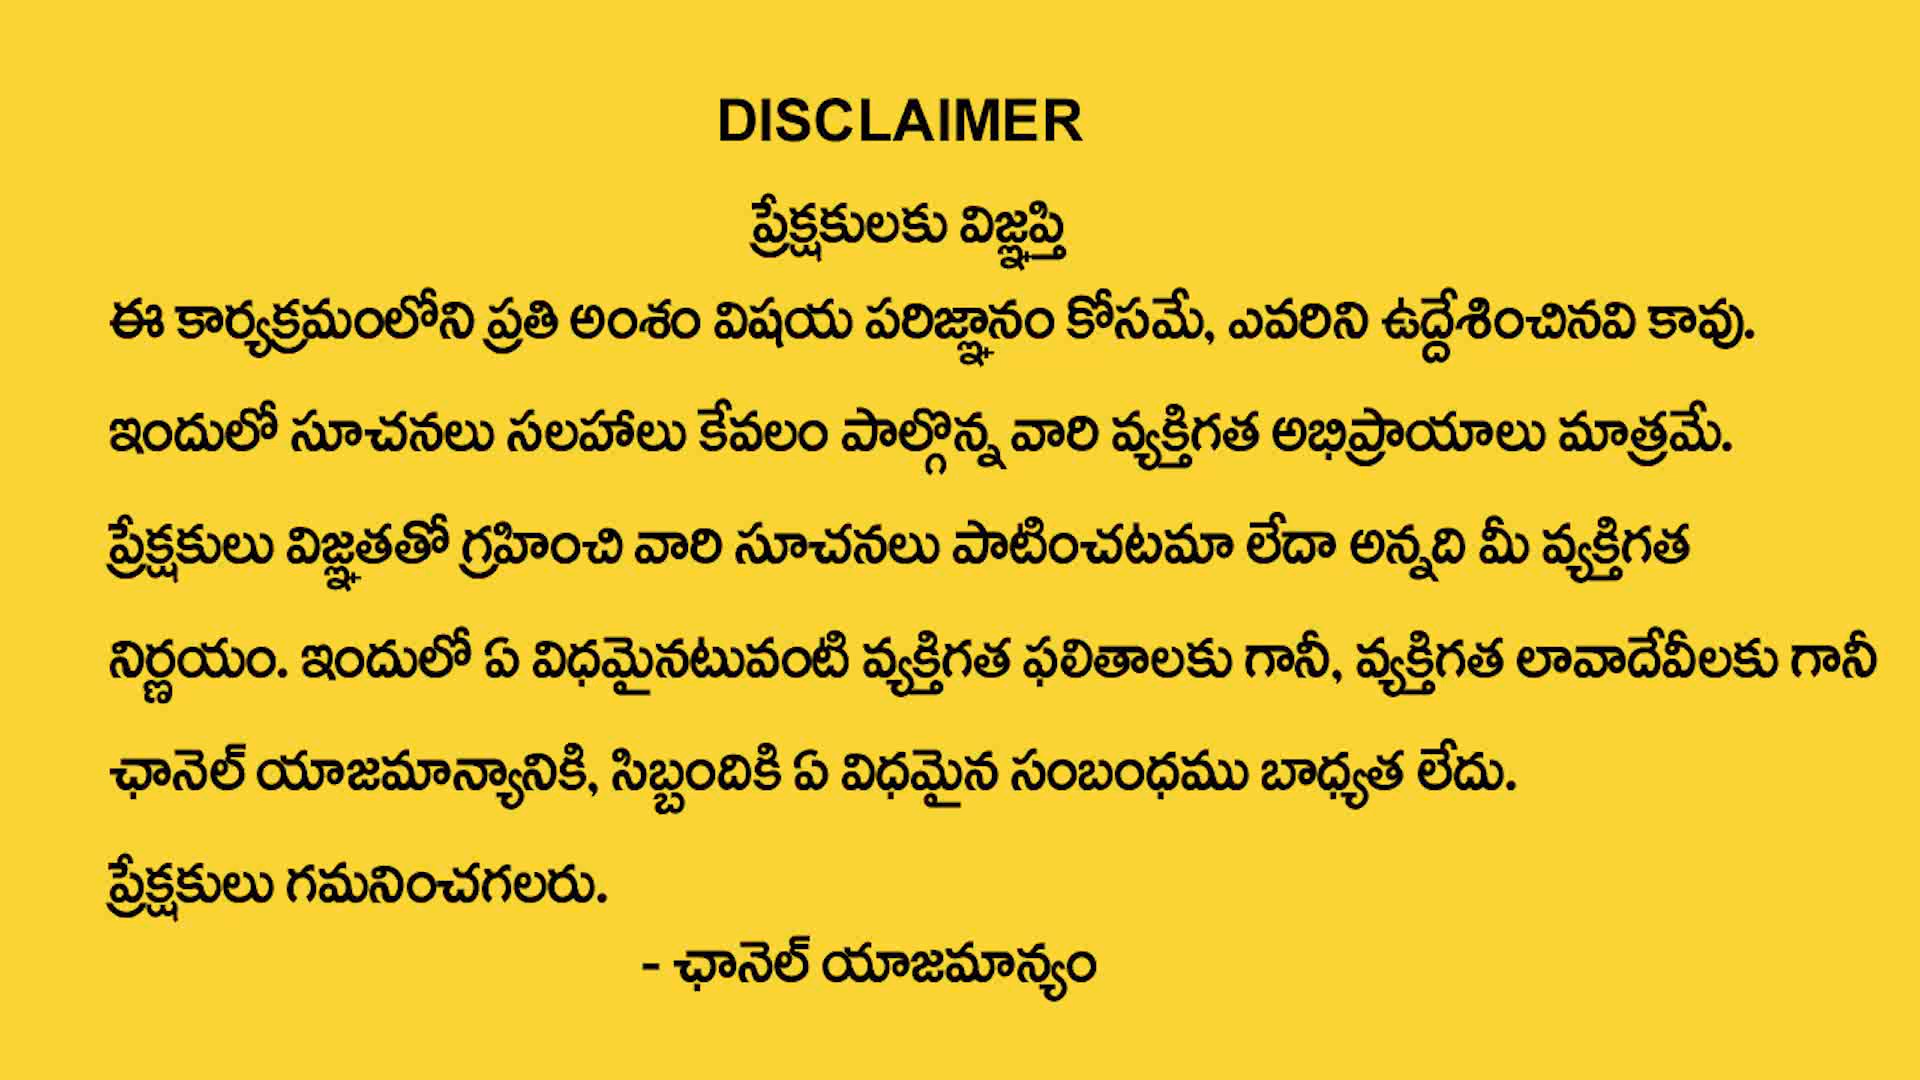 DISCLAIMER
ప్రేక్షకులకు విజ్ఞప్తి
ఈ కార్యక్రమంలోని ప్రతి అంశం విషయ పరిజ్ఞానం కోసమే, ఎవరిని ఉద్దేశించినవి కావు.
ఇందులో సూచనలు సలహాలు కేవలం పాల్గొన్న వారి వ్యక్తిగత అభిప్రాయాలు మాత్రమే.
ప్రేక్షకులు విజ్ఞతతో గ్రహించి వారి సూచనలు పాటించటమా లేదా అన్నది మీ వ్యక్తిగత
నిర్ణయం. ఇందులో ఏ విధమైనటువంటి వ్యక్తిగత ఫలితాలకు గానీ, వ్యక్తిగత లావాదేవీలకు గానీ
ఛానెల్ యాజమాన్యానికి, సిబ్బందికి ఏ విధమైన సంబంధము బాధ్యత లేదు.
ప్రేక్షకులు గమనించగలరు.
- ఛానెల్ యాజమాన్యం